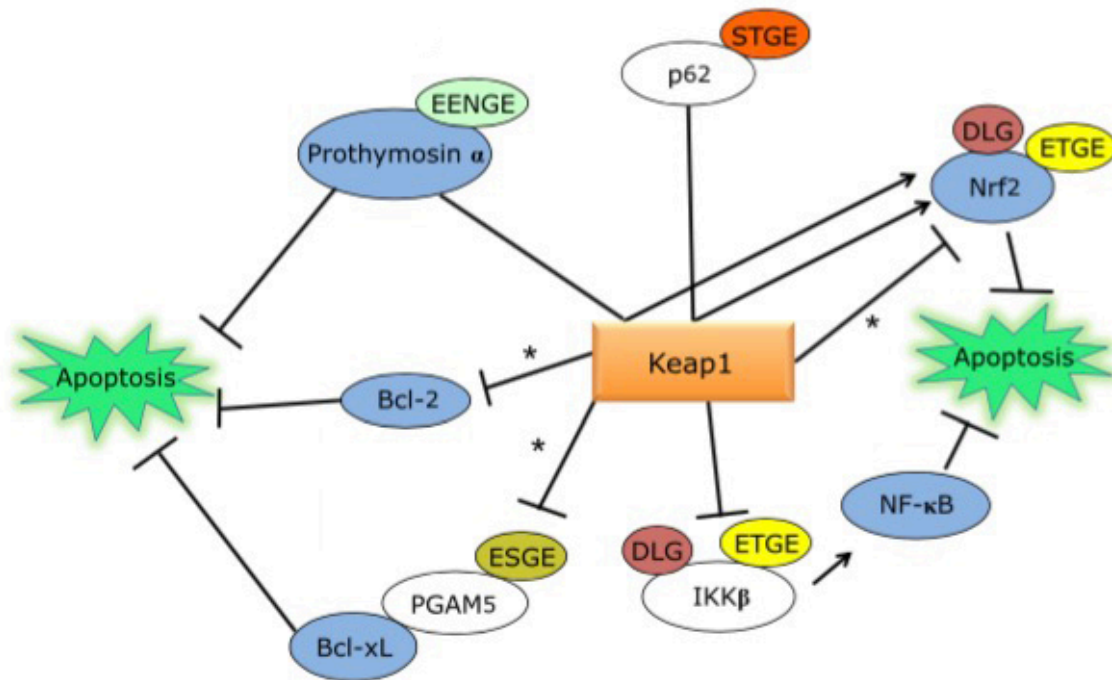 STGE
p62
EENGE
Prothymosin α
DLG
ETGE
Nrf2
*
*
Keap1
Apoptosis
Apoptosis
Bcl-2
*
NF-κB
ESGE
DLG
ETGE
PGAM5
IKKβ
Bcl-xL